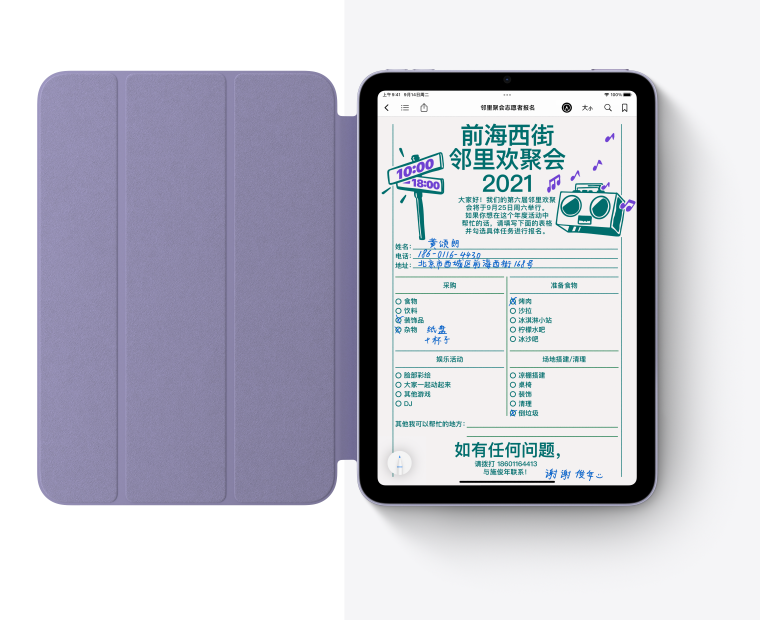 上午9:41 9月14日周二
100%
邻里聚会志愿者报名
大小
前海西街
邻里欢聚会
2021
10:00
-18:00
大家好！我们的第六届邻里欢聚
会将于9月25日周六举行。
如果你想在这个年度活动中
帮忙的话，请填写下面的表格
并勾选具体任务进行报名。
姓名：黄颂朗
电话：186-0116-4430
地址：北京市西城区前海西街168号
采购
食物
饮料
装饰品
杂物 纸盘
+杯子
准备食物
烤肉
沙拉
冰淇淋小站
柠檬水吧
冰沙吧
娱乐活动
脸部彩绘
大家一起动起来
其他游戏
DJ
场地搭建/清理
凉棚搭建
桌椅
装饰
清理
倒垃圾
其他我可以帮忙的地方：
如有任何问题，
请拨打 18601164413
与施俊年联系！
谢谢 俊年